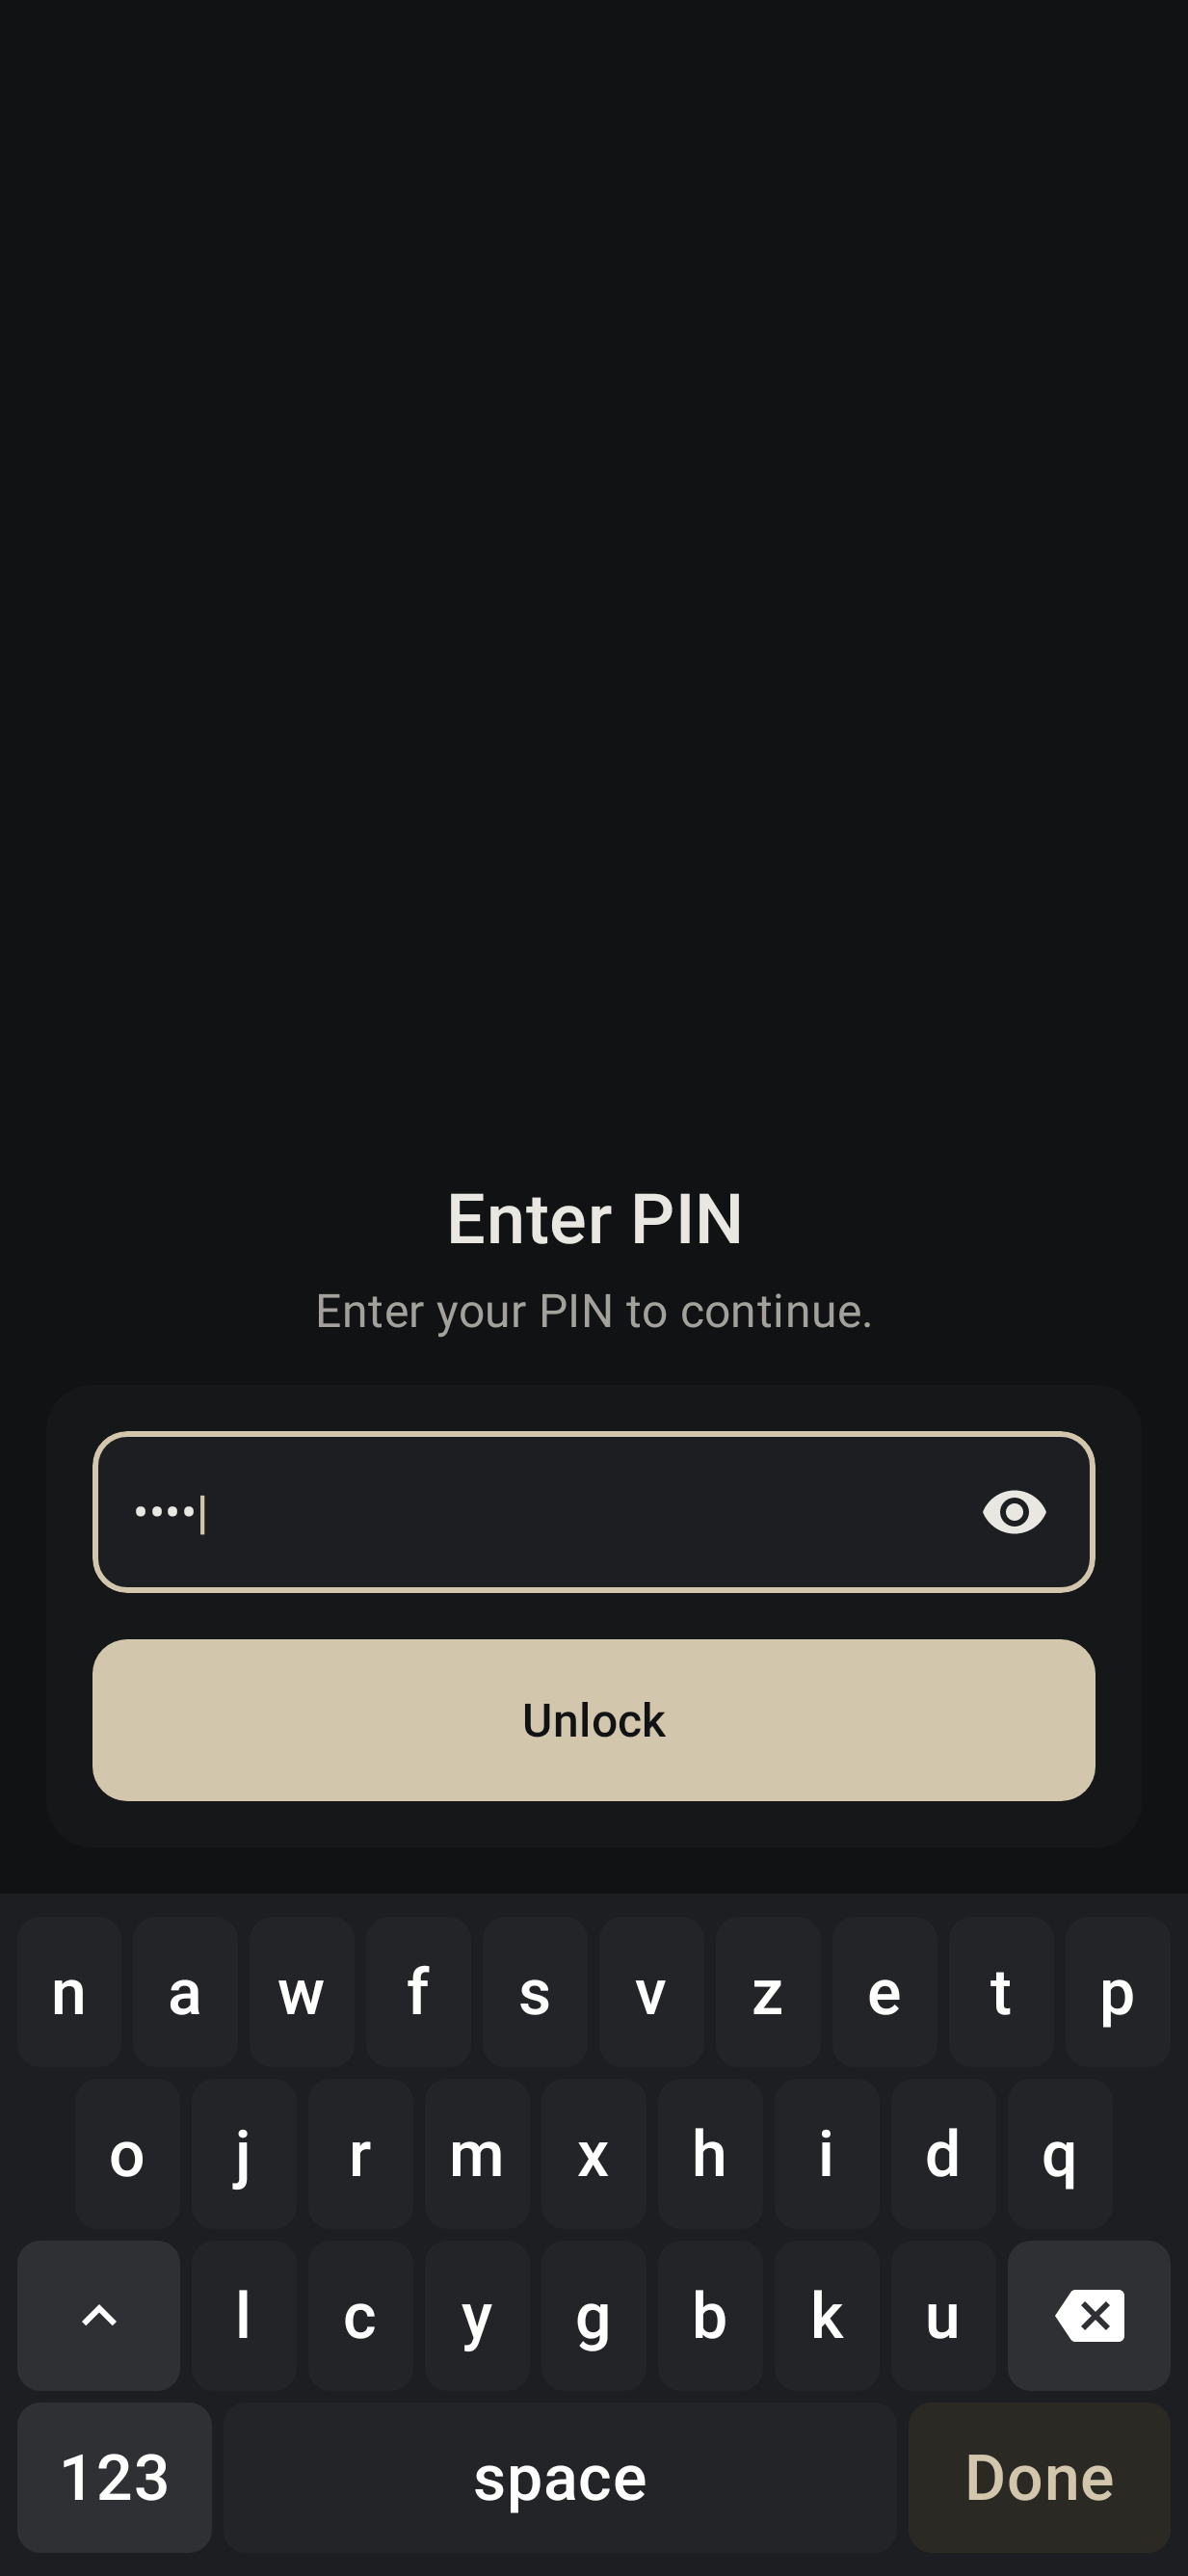 Enter PIN
Enter your PIN to continue.
••••
Unlock
n a w f s v z e t p
o j r m x h i d q
l c y g b k u
123 space Done